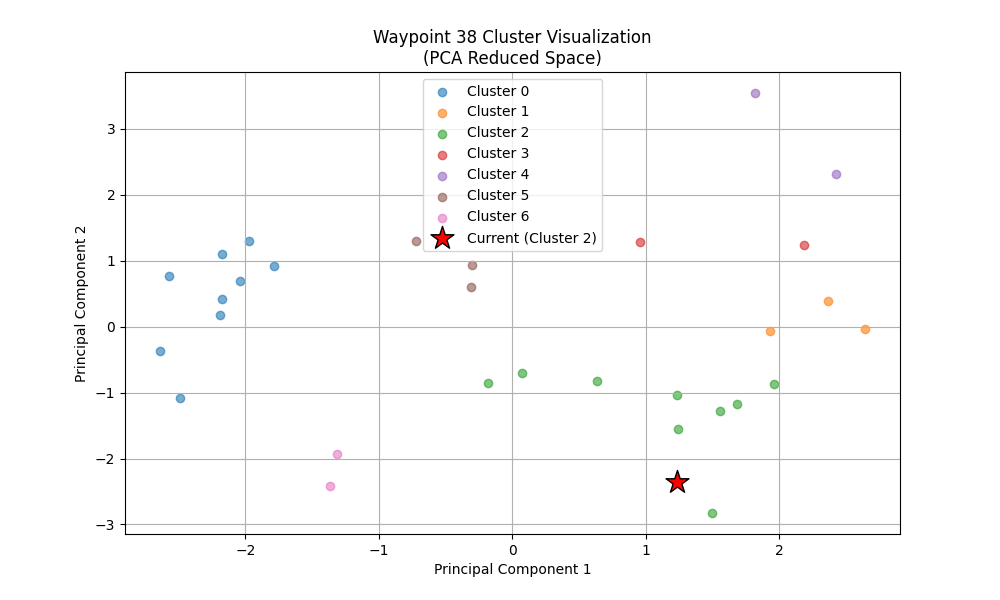 Waypoint 38 Cluster Visualization
(PCA Reduced Space)
Cluster 0
Cluster 1
Cluster 2
Cluster 3
Cluster 4
Cluster 5
Cluster 6
Current (Cluster 2)
Principal Component 2
3
2
1
0
−1
−2
−3
−2
−1
0
1
2
Principal Component 1